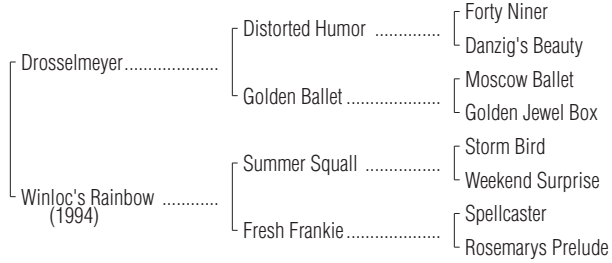 Forty Niner
Distorted Humor ..............
Danzig's Beauty
Drosselmeyer....................
Moscow Ballet
Golden Ballet....................
Golden Jewel Box
Storm Bird
Summer Squall ................
Weekend Surprise
Winloc's Rainbow ............
(1994)
Spellcaster
Fresh Frankie....................
Rosemarys Prelude